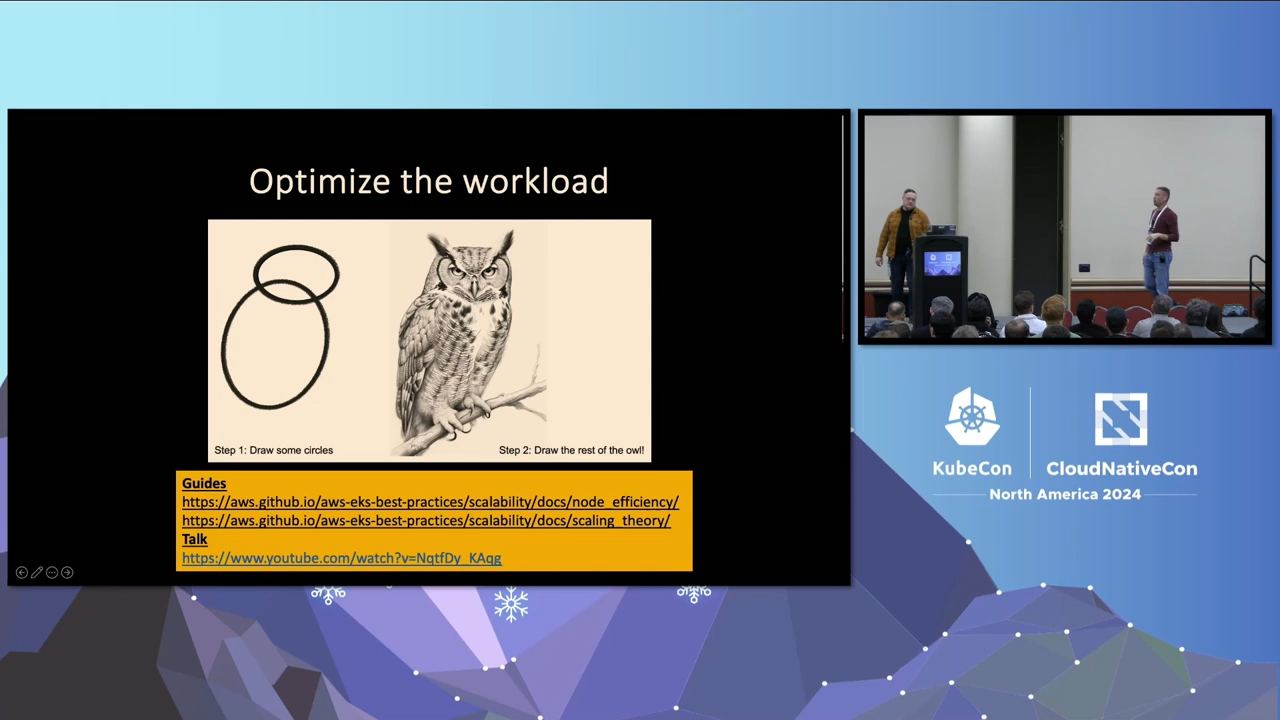 Optimize the workload
Step 1: Draw some circles
Step 2: Draw the rest of the owl!
Guides
https://aws.github.io/aws-eks-best-practices/scalability/docs/node_efficiency/
https://aws.github.io/aws-eks-best-practices/scalability/docs/scaling_theory/
Talk
https://www.youtube.com/watch?v=NqtfDy_KAqg
KubeCon
CloudNativeCon
North America 2024